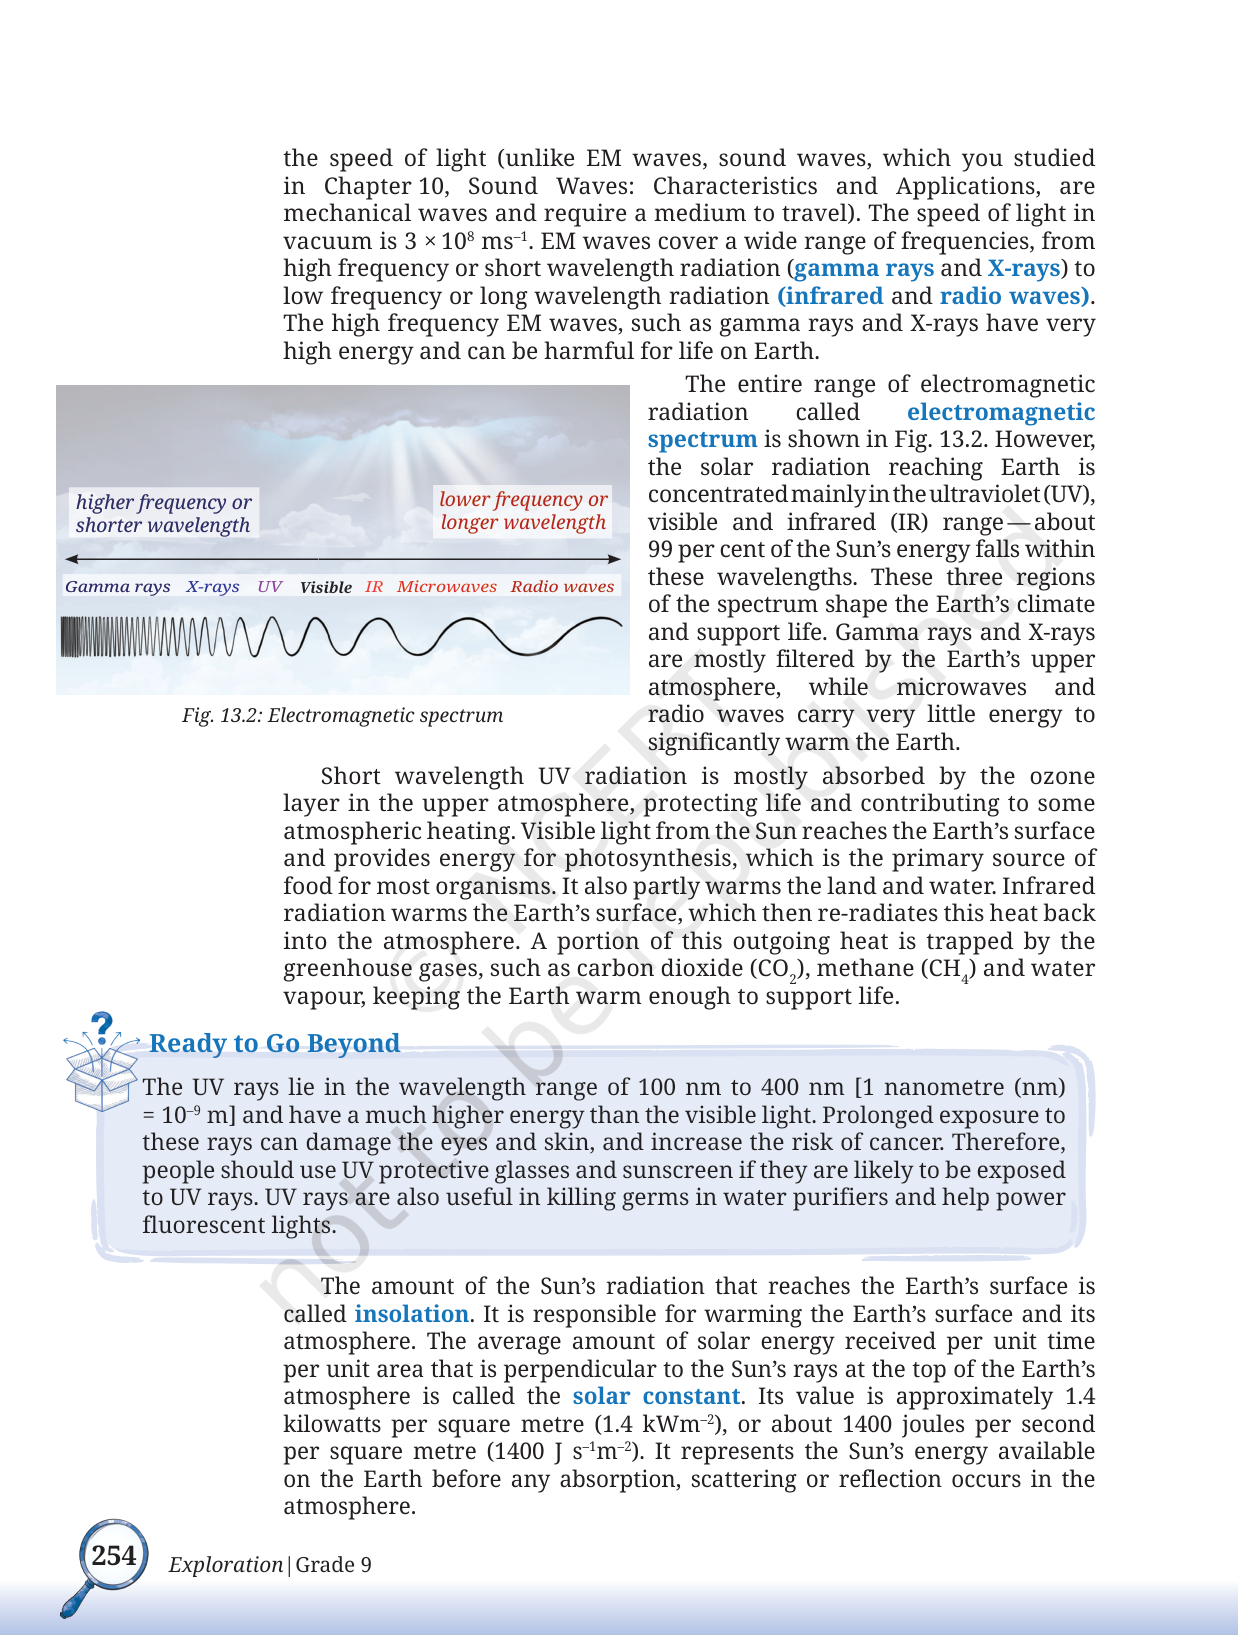 the speed of light (unlike EM waves, sound waves, which you studied
in Chapter 10, Sound Waves: Characteristics and Applications, are
mechanical waves and require a medium to travel). The speed of light in
vacuum is 3 × 10⁸ ms⁻¹. EM waves cover a wide range of frequencies, from
high frequency or short wavelength radiation (gamma rays and X-rays) to
low frequency or long wavelength radiation (infrared and radio waves).
The high frequency EM waves, such as gamma rays and X-rays have very
high energy and can be harmful for life on Earth.
higher frequency or
shorter wavelength
lower frequency or
longer wavelength
Gamma rays X-rays UV Visible IR Microwaves Radio waves
Fig. 13.2: Electromagnetic spectrum
The entire range of electromagnetic
radiation called electromagnetic
spectrum is shown in Fig. 13.2. However,
the solar radiation reaching Earth is
concentrated mainly in the ultraviolet (UV),
visible and infrared (IR) range — about
99 per cent of the Sun’s energy falls within
these wavelengths. These three regions
of the spectrum shape the Earth’s climate
and support life. Gamma rays and X-rays
are mostly filtered by the Earth’s upper
atmosphere, while microwaves and
radio waves carry very little energy to
significantly warm the Earth.
Short wavelength UV radiation is mostly absorbed by the ozone
layer in the upper atmosphere, protecting life and contributing to some
atmospheric heating. Visible light from the Sun reaches the Earth’s surface
and provides energy for photosynthesis, which is the primary source of
food for most organisms. It also partly warms the land and water. Infrared
radiation warms the Earth’s surface, which then re-radiates this heat back
into the atmosphere. A portion of this outgoing heat is trapped by the
greenhouse gases, such as carbon dioxide (CO₂), methane (CH₄) and water
vapour, keeping the Earth warm enough to support life.
?
Ready to Go Beyond
The UV rays lie in the wavelength range of 100 nm to 400 nm [1 nanometre (nm)
= 10⁻⁹ m] and have a much higher energy than the visible light. Prolonged exposure to
these rays can damage the eyes and skin, and increase the risk of cancer. Therefore,
people should use UV protective glasses and sunscreen if they are likely to be exposed
to UV rays. UV rays are also useful in killing germs in water purifiers and help power
fluorescent lights.
The amount of the Sun’s radiation that reaches the Earth’s surface is
called insolation. It is responsible for warming the Earth’s surface and its
atmosphere. The average amount of solar energy received per unit time
per unit area that is perpendicular to the Sun’s rays at the top of the Earth’s
atmosphere is called the solar constant. Its value is approximately 1.4
kilowatts per square metre (1.4 kWm⁻²), or about 1400 joules per second
per square metre (1400 J s⁻¹m⁻²). It represents the Sun’s energy available
on the Earth before any absorption, scattering or reflection occurs in the
atmosphere.
254
Exploration|Grade 9
© NCERT
not to be republished